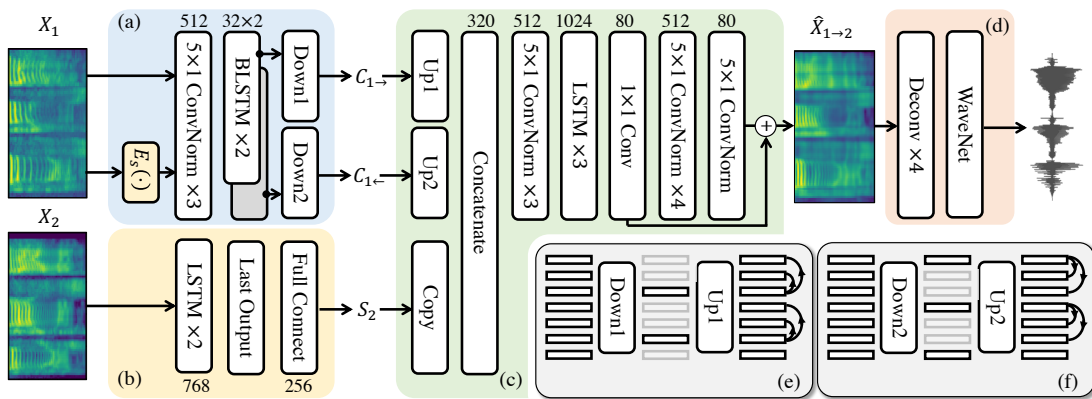 X₁
(a)
512
32×2
E_s(·)
5×1 ConvNorm ×3
BLSTM ×2
Down1
Down2
C₁→
C₁←
X₂
(b)
LSTM ×2
768
Last Output
Full Connect
256
S₂
Up1
Up2
Copy
320
Concatenate
(c)
512
5×1 ConvNorm ×3
1024
LSTM ×3
80
1×1 Conv
512
5×1 ConvNorm ×4
80
5×1 ConvNorm
+
X̂₁→₂
(d)
Deconv ×4
WaveNet
Down1
Up1
(e)
Down2
Up2
(f)